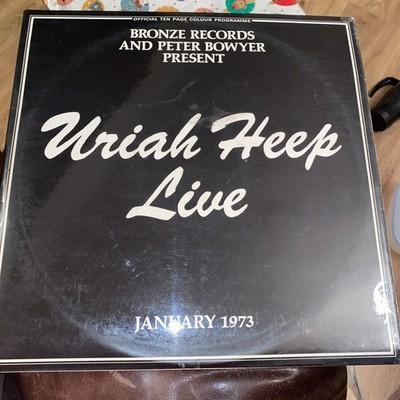 OFFICIAL TEN PAGE COLOUR PROGRAMME
BRONZE RECORDS
AND PETER BOWYER
PRESENT
Uriah Heep
Live
JANUARY 1973